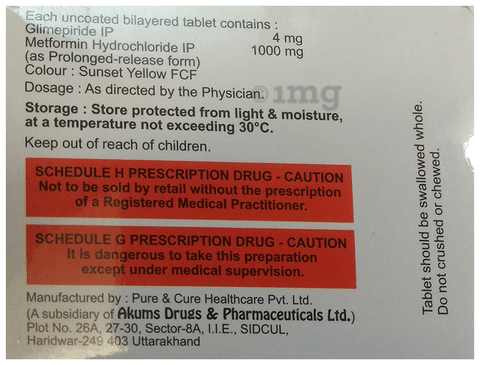 Each uncoated bilayered tablet contains :
Glimepiride IP 4 mg
Metformin Hydrochloride IP 1000 mg
(as Prolonged-release form)
Colour : Sunset Yellow FCF
Dosage : As directed by the Physician.
1mg
Storage : Store protected from light & moisture,
at a temperature not exceeding 30°C.
Keep out of reach of children.
SCHEDULE H PRESCRIPTION DRUG - CAUTION
Not to be sold by retail without the prescription
of a Registered Medical Practitioner.
SCHEDULE G PRESCRIPTION DRUG - CAUTION
It is dangerous to take this preparation
except under medical supervision.
Manufactured by : Pure & Cure Healthcare Pvt. Ltd.
(A subsidiary of Akums Drugs & Pharmaceuticals Ltd.)
Plot No. 26A, 27-30, Sector-8A, I.I.E., SIDCUL,
Haridwar-249 403 Uttarakhand
Tablet should be swallowed whole.
Do not crushed or chewed.